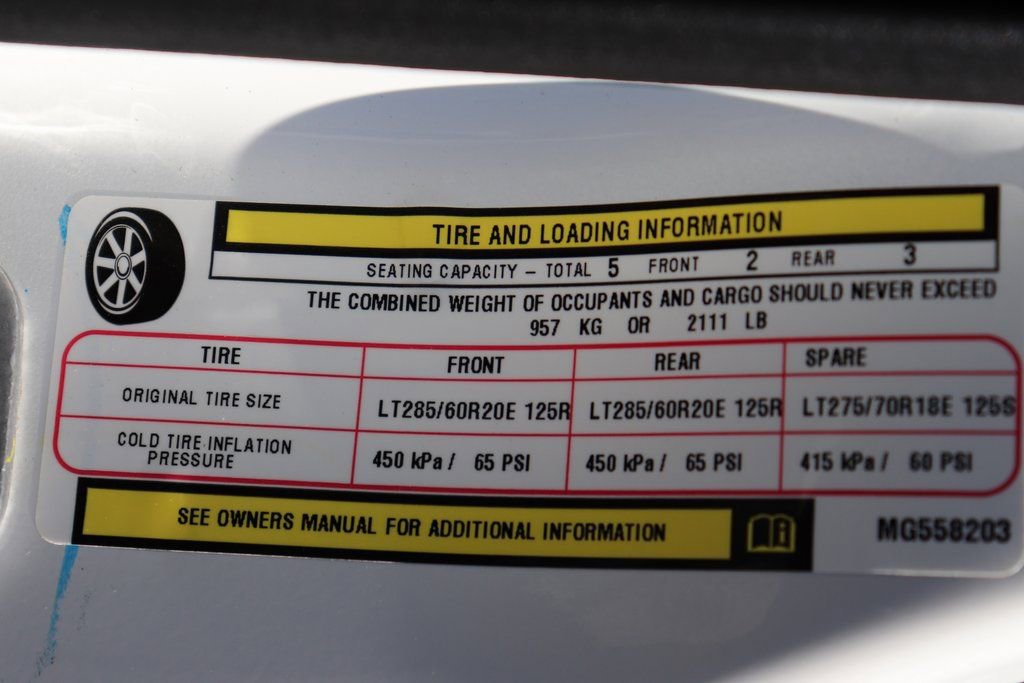 TIRE AND LOADING INFORMATION
SEATING CAPACITY – TOTAL 5 FRONT 2 REAR 3
THE COMBINED WEIGHT OF OCCUPANTS AND CARGO SHOULD NEVER EXCEED
957 KG OR 2111 LB
TIRE FRONT REAR SPARE
ORIGINAL TIRE SIZE LT285/60R20E 125R LT285/60R20E 125R LT275/70R18E 125S
COLD TIRE INFLATION
PRESSURE 450 kPa / 65 PSI 450 kPa / 65 PSI 415 kPa / 60 PSI
SEE OWNERS MANUAL FOR ADDITIONAL INFORMATION
MG558203